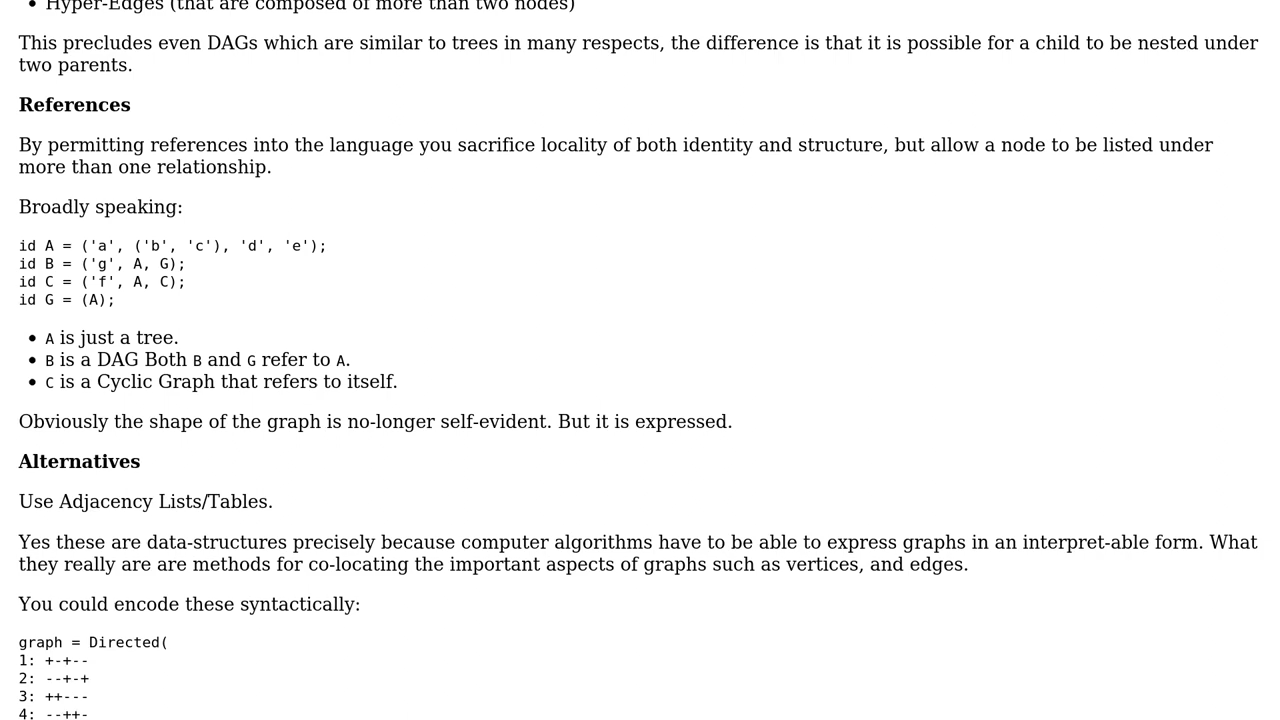 • Hyper-Edges (that are composed of more than two nodes)
This precludes even DAGs which are similar to trees in many respects, the difference is that it is possible for a child to be nested under
two parents.
References
By permitting references into the language you sacrifice locality of both identity and structure, but allow a node to be listed under
more than one relationship.
Broadly speaking:
id A = ('a', ('b', 'c'), 'd', 'e');
id B = ('g', A, G);
id C = ('f', A, C);
id G = (A);
• A is just a tree.
• B is a DAG Both B and G refer to A.
• C is a Cyclic Graph that refers to itself.
Obviously the shape of the graph is no-longer self-evident. But it is expressed.
Alternatives
Use Adjacency Lists/Tables.
Yes these are data-structures precisely because computer algorithms have to be able to express graphs in an interpret-able form. What
they really are are methods for co-locating the important aspects of graphs such as vertices, and edges.
You could encode these syntactically:
graph = Directed(
1: +-+--
2: --+-+
3: ++---
4: --++-